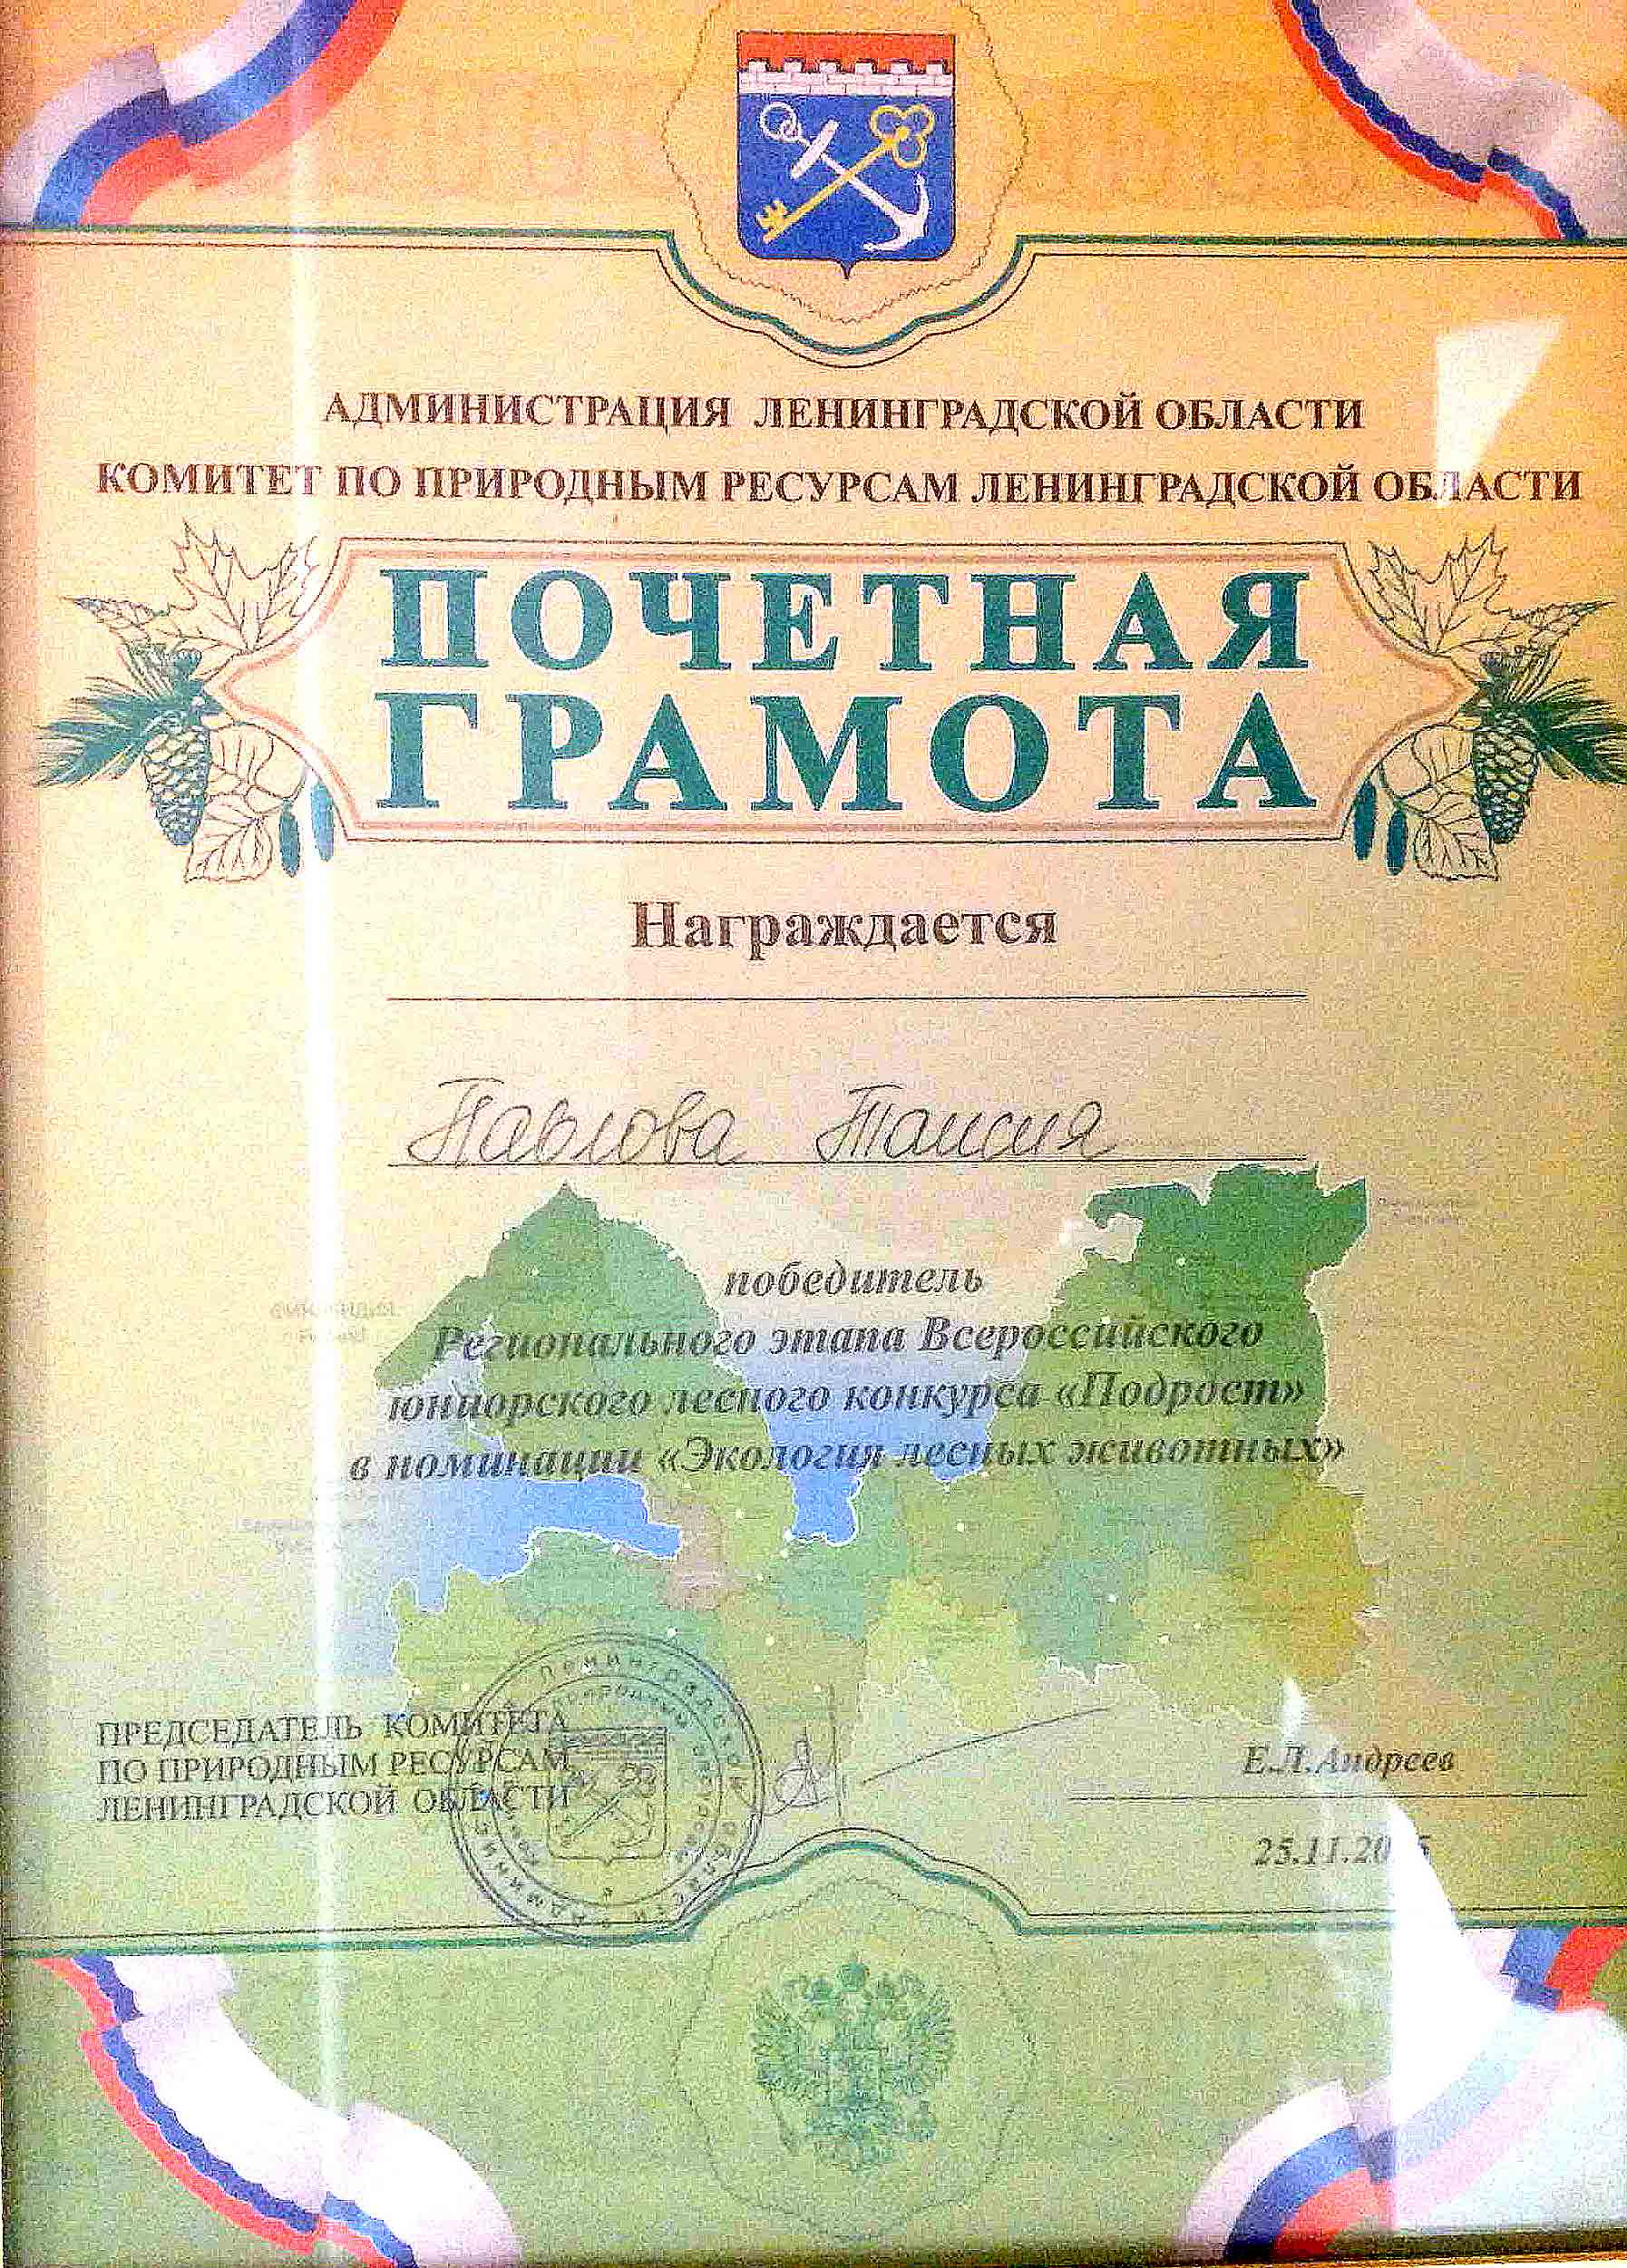 АДМИНИСТРАЦИЯ ЛЕНИНГРАДСКОЙ ОБЛАСТИ
КОМИТЕТ ПО ПРИРОДНЫМ РЕСУРСАМ ЛЕНИНГРАДСКОЙ ОБЛАСТИ
ПОЧЕТНАЯ
ГРАМОТА
Награждается
Павлова Таисия
победитель
Регионального этапа Всероссийского
юниорского лесного конкурса «Подрост»
в номинации «Экология лесных животных»
ПРЕДСЕДАТЕЛЬ КОМИТЕТА
ПО ПРИРОДНЫМ РЕСУРСАМ
ЛЕНИНГРАДСКОЙ ОБЛАСТИ
Е.Л.Андреев